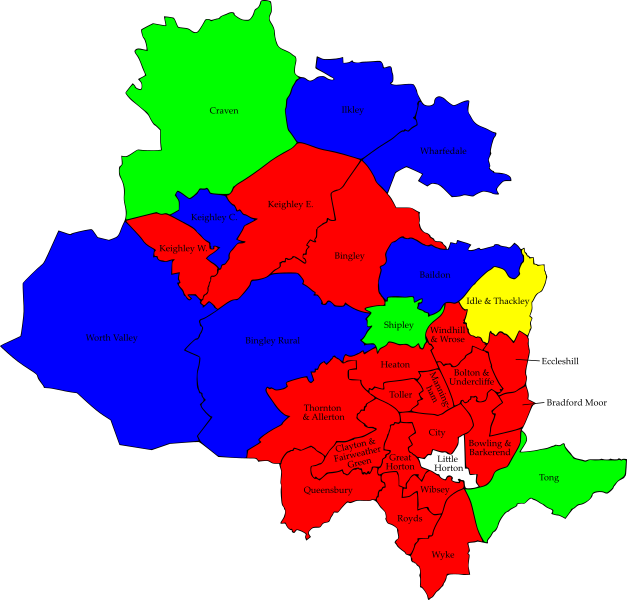 Craven
Ilkley
Wharfedale
Keighley C.
Keighley E.
Keighley W.
Bingley
Baildon
Idle & Thackley
Worth Valley
Bingley Rural
Shipley
Windhill
& Wrose
Eccleshill
Heaton
Bolton &
Undercliffe
Manning-
ham
Toller
Bradford Moor
Thornton
& Allerton
City
Bowling &
Barkerend
Clayton &
Fairweather
Green
Great
Horton
Little
Horton
Tong
Queensbury
Wibsey
Royds
Wyke